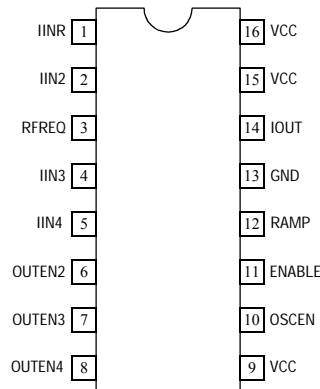 IINR 1 16 VCC
IIN2 2 15 VCC
RFREQ 3 14 IOUT
IIN3 4 13 GND
IIN4 5 12 RAMP
OUTEN2 6 11 ENABLE
OUTEN3 7 10 OSCEN
OUTEN4 8 9 VCC